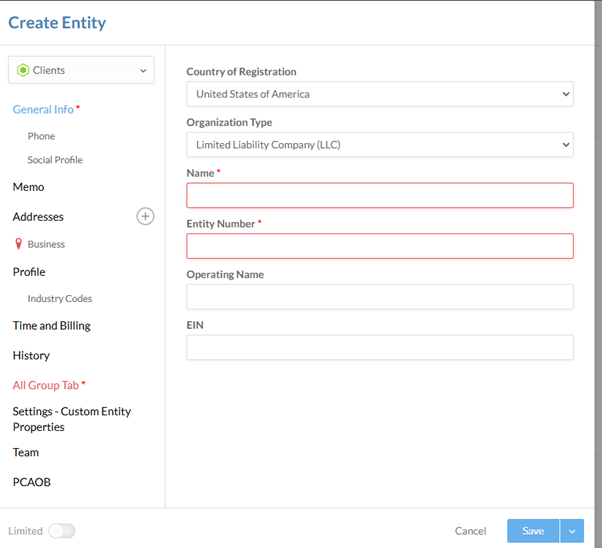 Create Entity
Clients
General Info *
Phone
Social Profile
Memo
Addresses
Business
Profile
Industry Codes
Time and Billing
History
All Group Tab *
Settings - Custom Entity
Properties
Team
PCAOB
Country of Registration
United States of America
Organization Type
Limited Liability Company (LLC)
Name *
Entity Number *
Operating Name
EIN
Limited
Cancel
Save